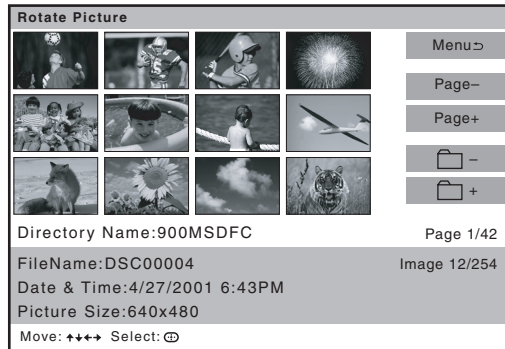 Rotate Picture
Menu
Page–
Page+
–
+
Directory Name:900MSDFC
Page 1/42
FileName:DSC00004
Image 12/254
Date & Time:4/27/2001 6:43PM
Picture Size:640x480
Move: ↑↓←→ Select: